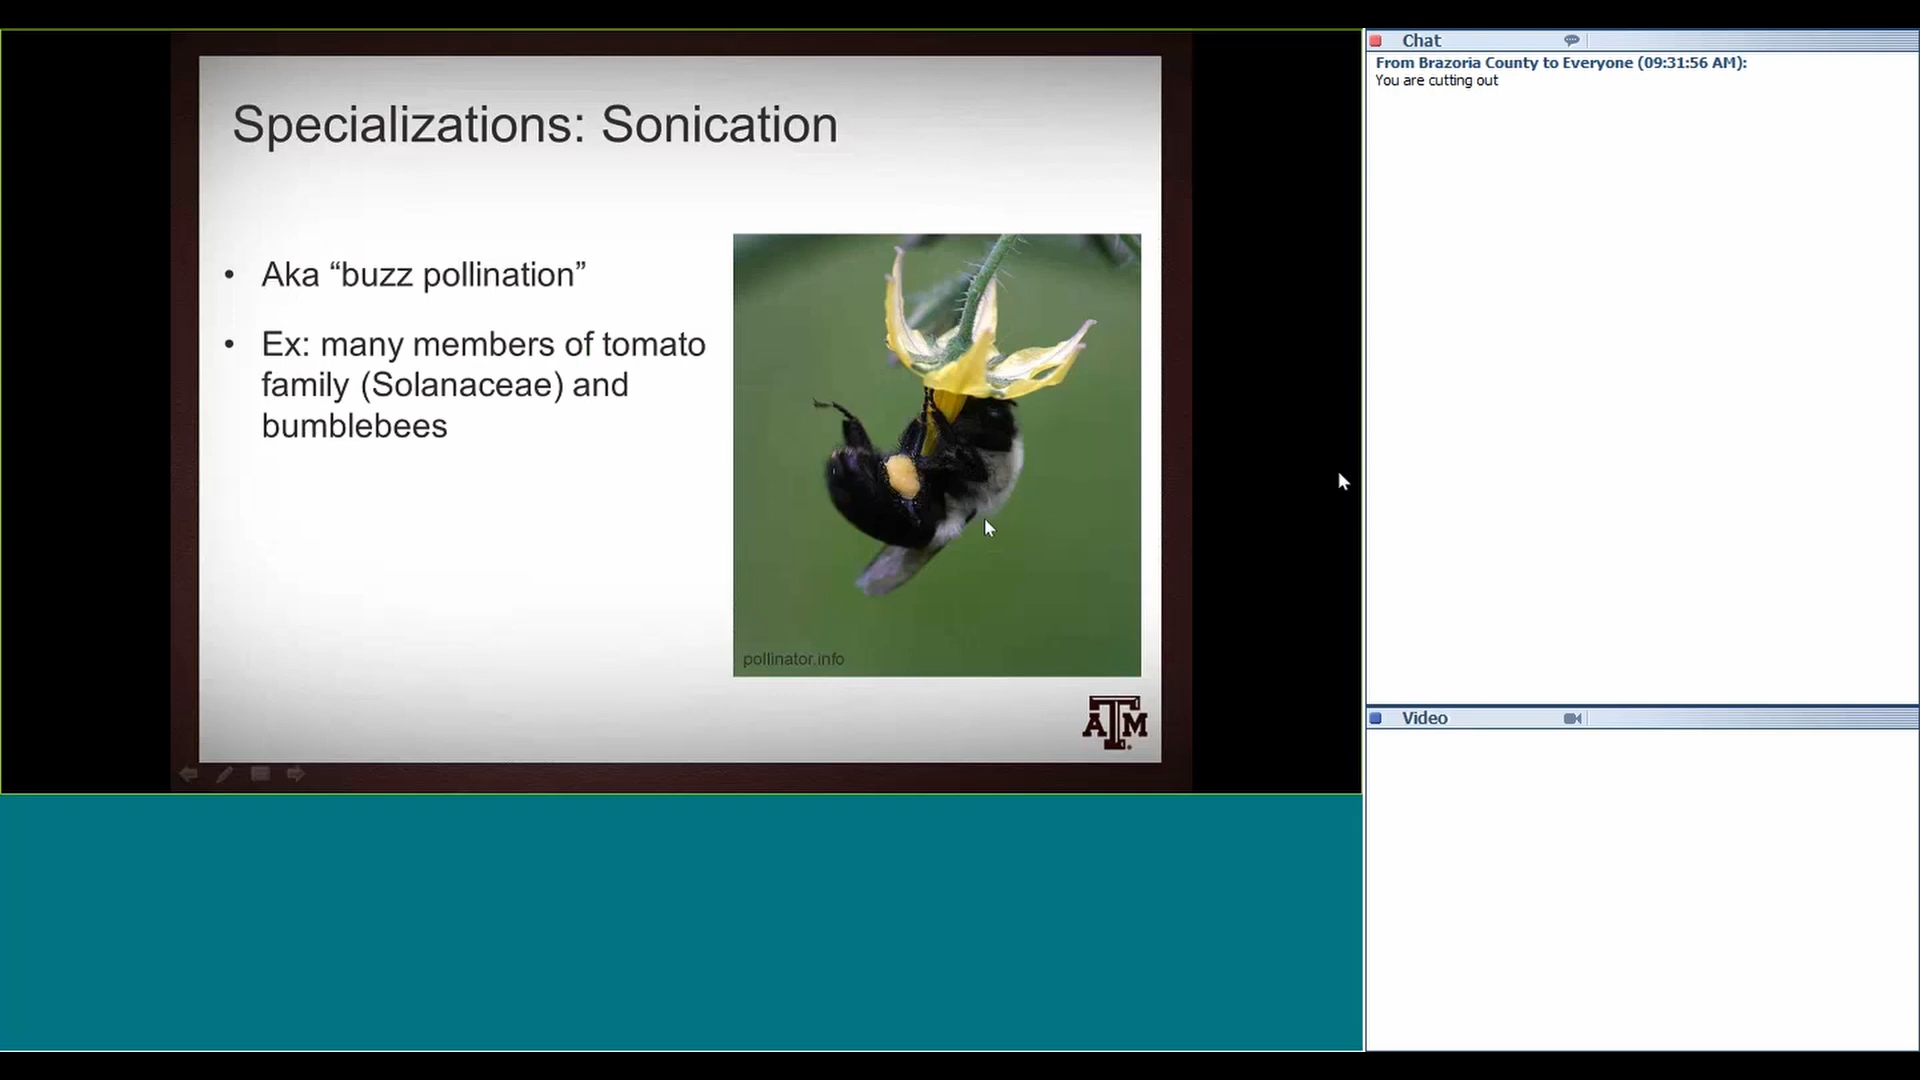 Specializations: Sonication
• Aka “buzz pollination”
• Ex: many members of tomato
family (Solanaceae) and
bumblebees
pollinator.info
ATM
Chat
From Brazoria County to Everyone (09:31:56 AM):
You are cutting out
Video